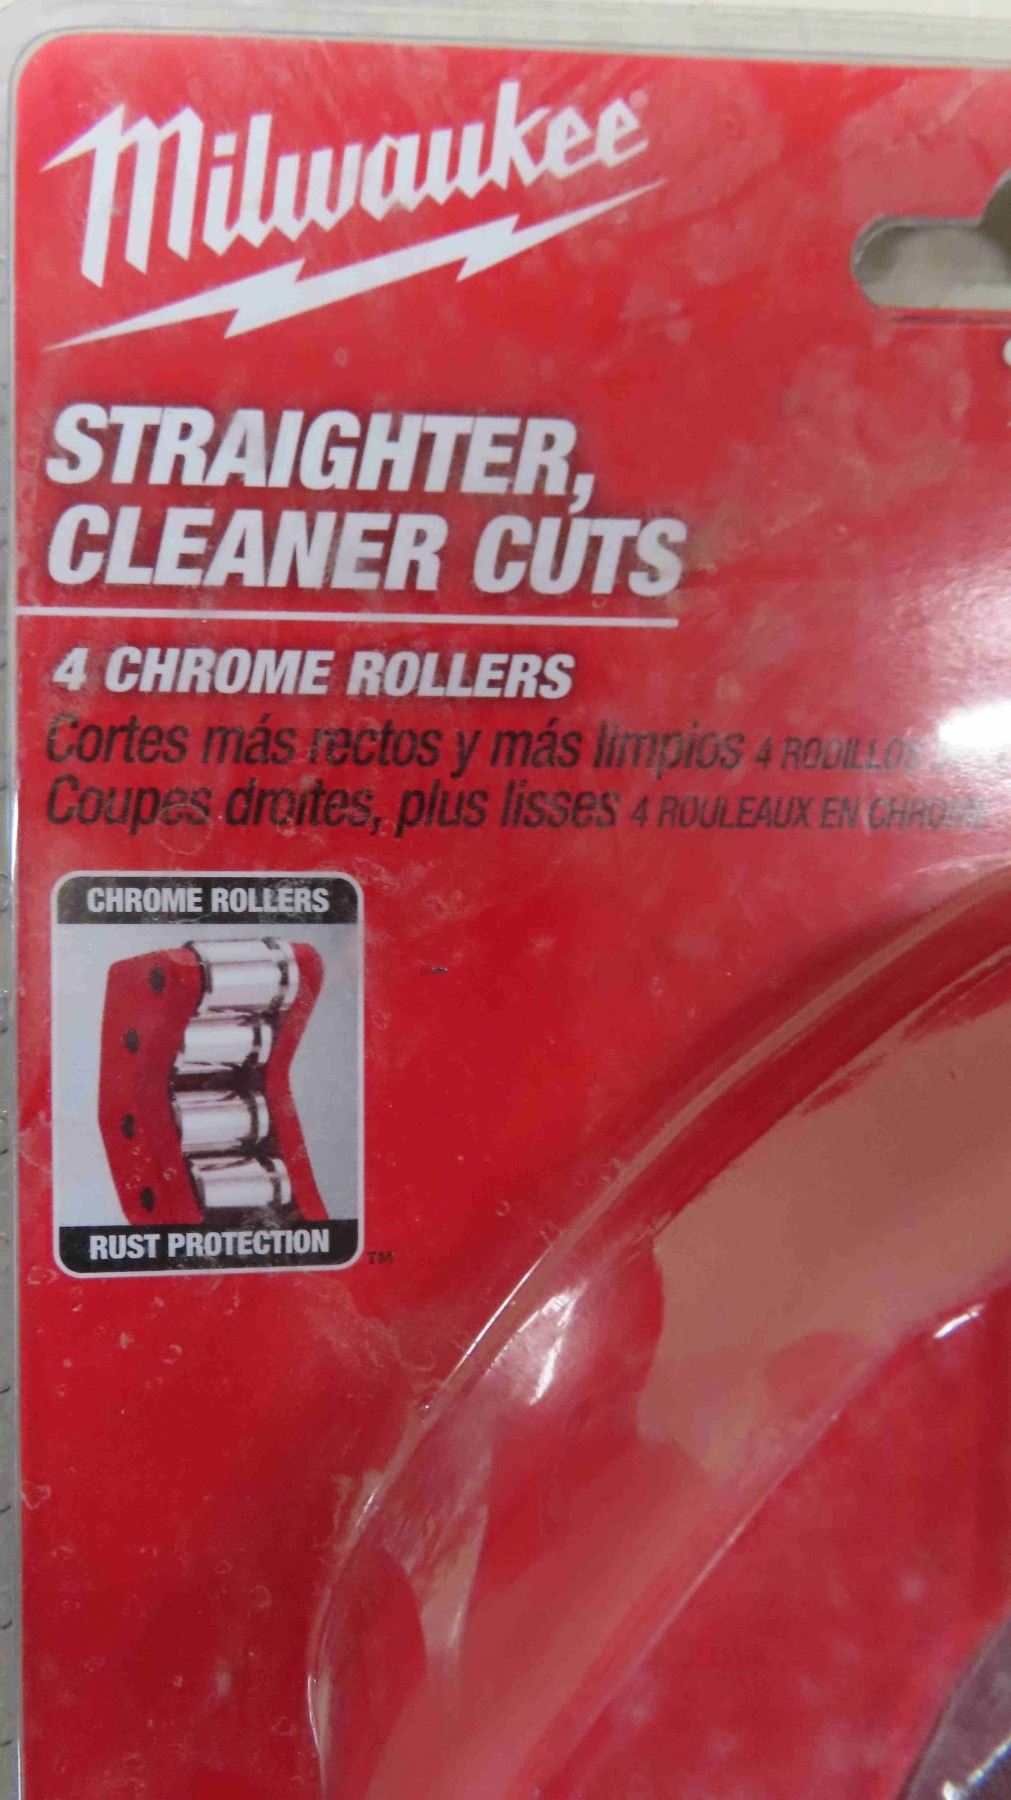 Milwaukee
STRAIGHTER,
CLEANER CUTS
4 CHROME ROLLERS
Cortes más rectos y más limpios 4 RODILLOS
Coupes droites, plus lisses 4 ROULEAUX EN CHROME
CHROME ROLLERS
RUST PROTECTION
TM